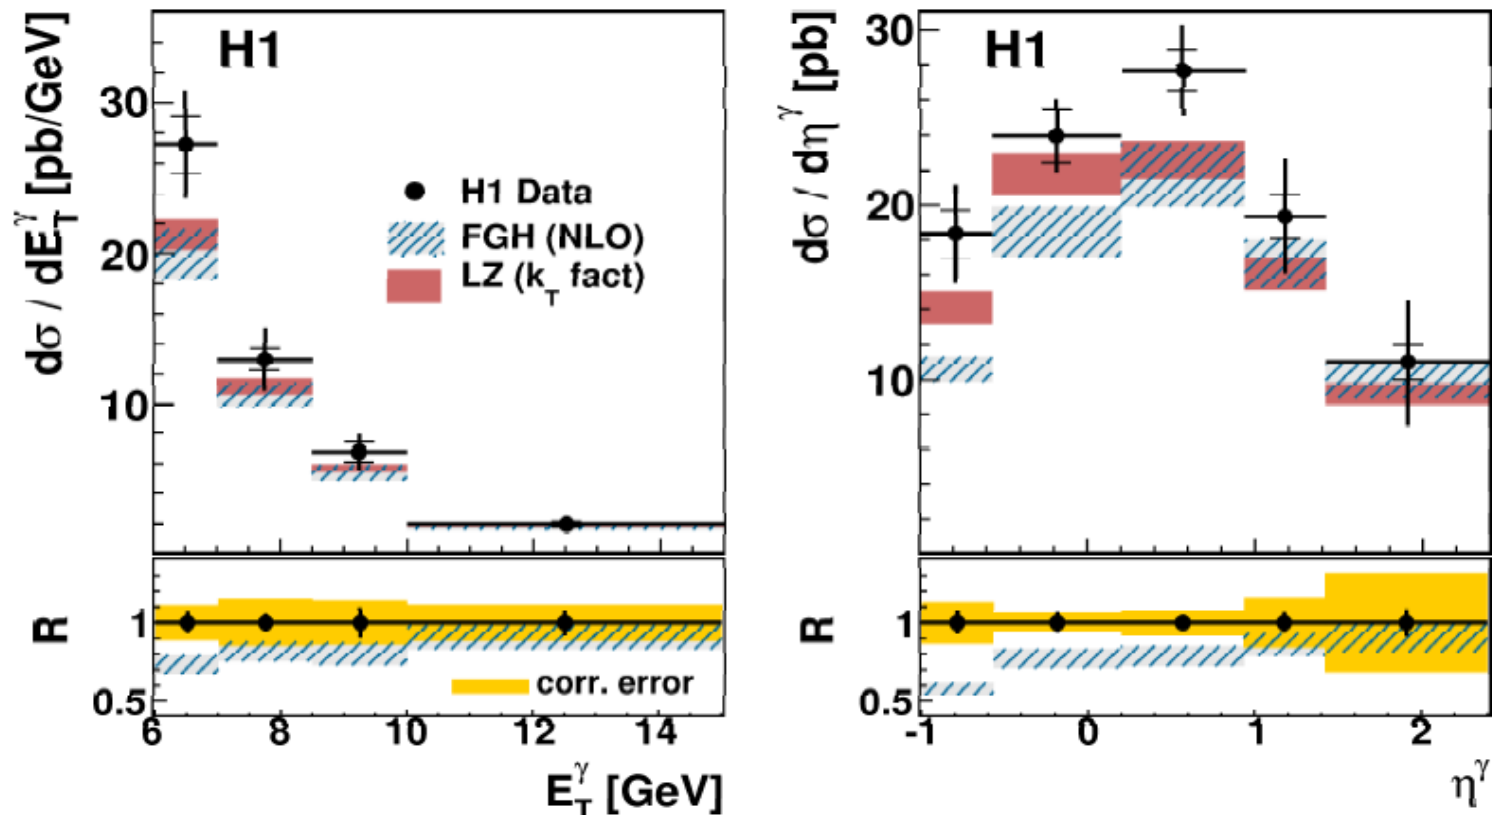 dσ / dE_T^γ [pb/GeV]
H1
30
20
10
H1 Data
FGH (NLO)
LZ (k_T fact)
R
1
0.5
corr. error
6 8 10 12 14
E_T^γ [GeV]
dσ / dη^γ [pb]
H1
30
20
10
R
1
0.5
-1 0 1 2
η^γ